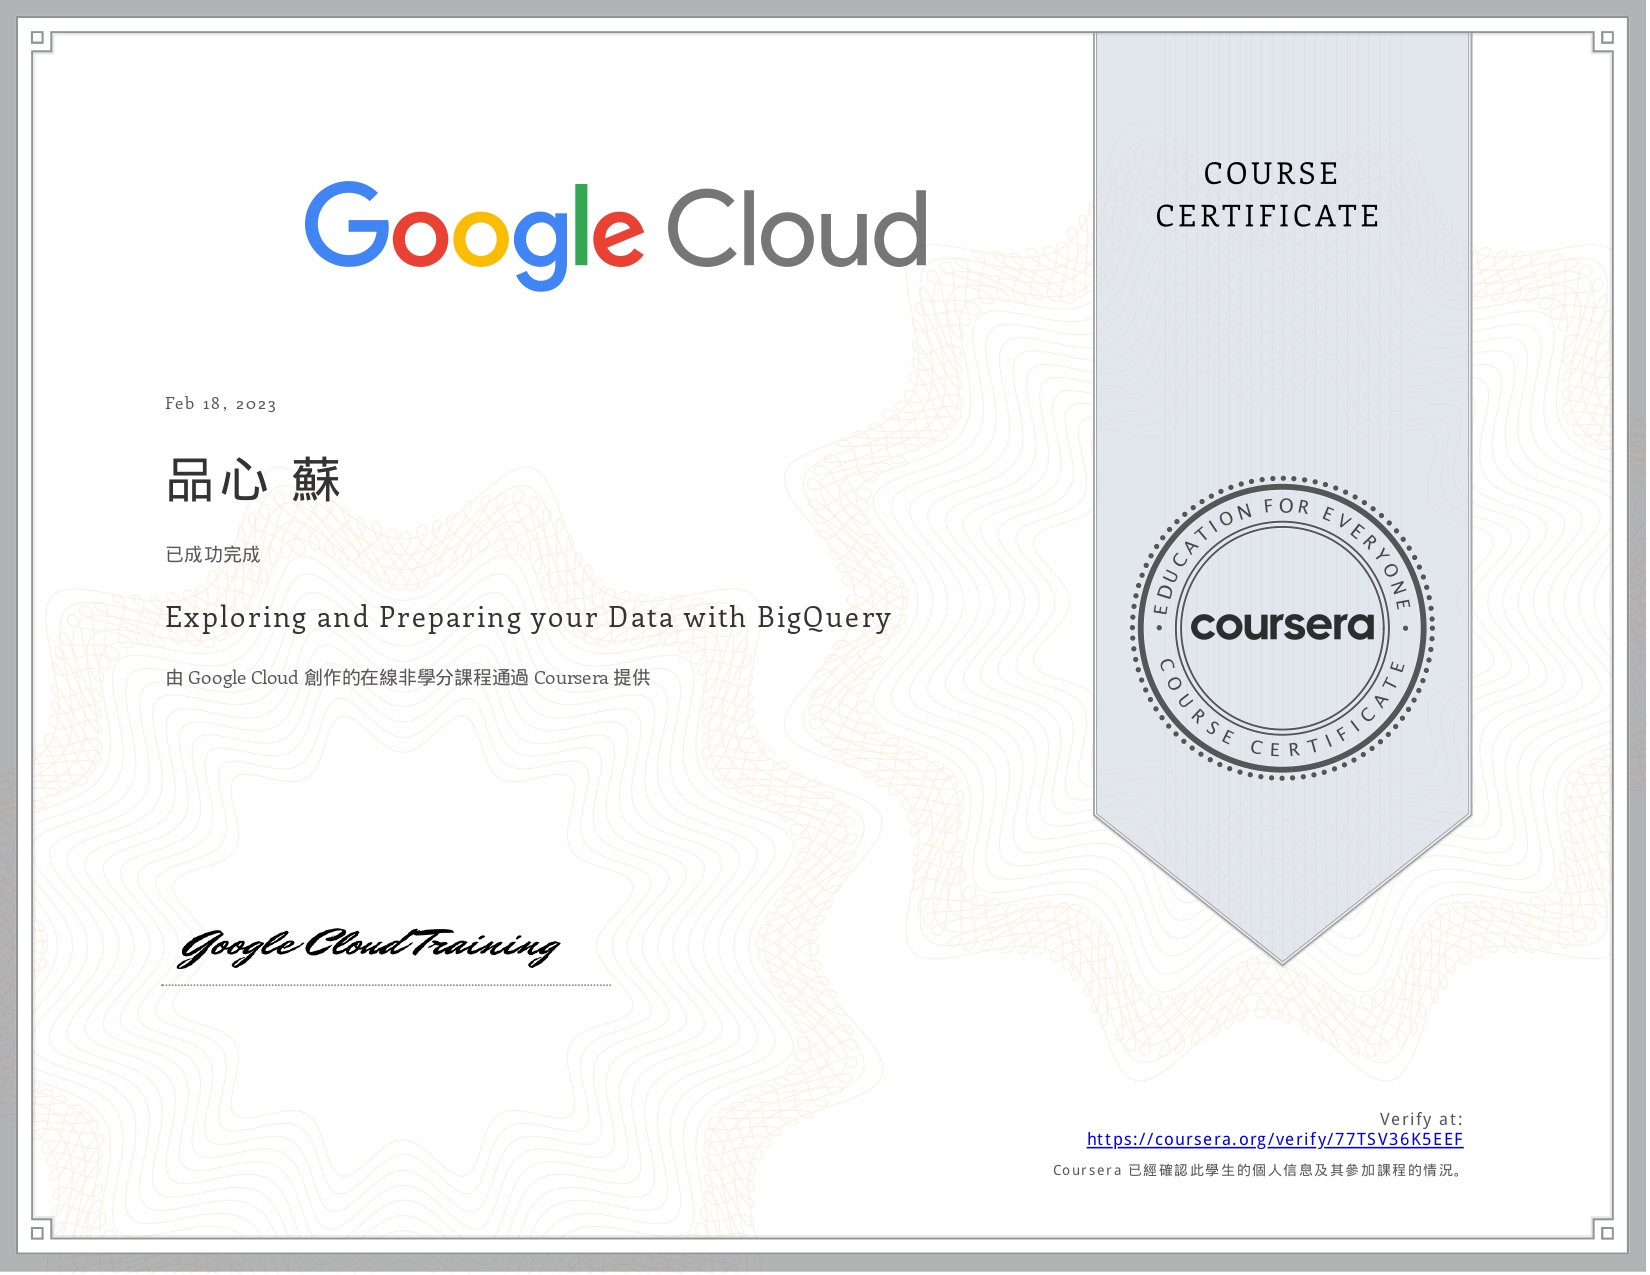 Google Cloud
COURSE
CERTIFICATE
Feb 18, 2023
品心 蘇
已成功完成
Exploring and Preparing your Data with BigQuery
由 Google Cloud 創作的在線非學分課程通過 Coursera 提供
EDUCATION FOR EVERYONE
coursera
COURSE CERTIFICATE
Google Cloud Training
Verify at:
https://coursera.org/verify/77TSV36K5EEF
Coursera 已經確認此學生的個人信息及其參加課程的情況。